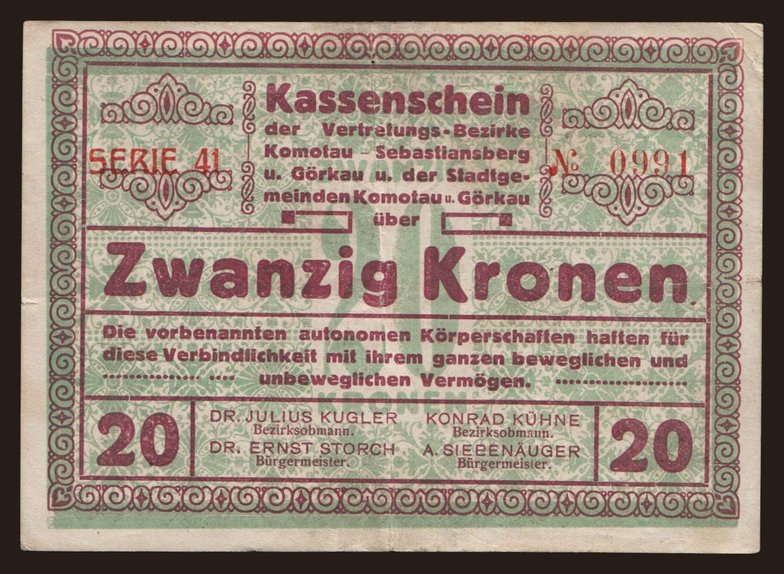 Kassenschein
der Vertretungs-Bezirke
Komotau - Sebastiansberg
u. Görkau u. der Stadtge-
meinden Komotau u. Görkau
über
SERIE 41
№ 0991
Zwanzig Kronen
Die vorbenannten autonomen Körperschaften haften für
diese Verbindlichkeit mit ihrem ganzen beweglichen und
unbeweglichen Vermögen.
20
KRONEN
20
DR. JULIUS KUGLER
Bezirksobmann.
KONRAD KÜHNE
Bezirksobmann.
DR. ERNST STORCH
Bürgermeister.
A. SIEBENÄUGER
Bürgermeister.
20